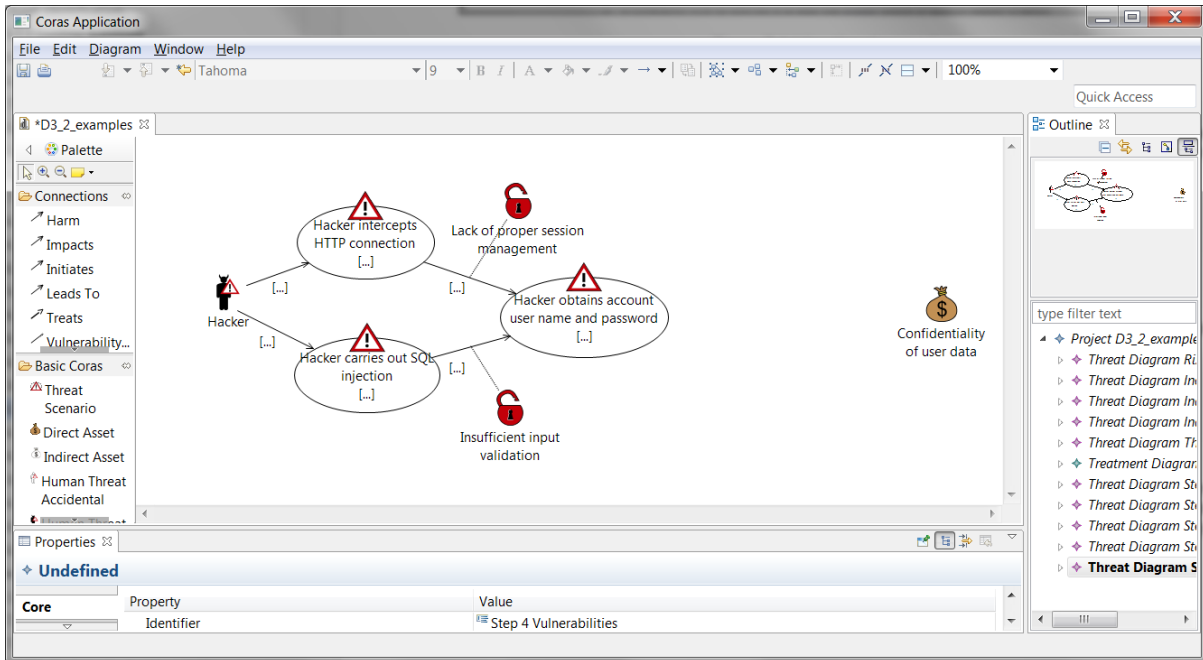 Coras Application
File Edit Diagram Window Help
Tahoma 9 B I A 100%
Quick Access
*D3_2_examples
Palette
Connections
Harm
Impacts
Initiates
Leads To
Treats
Vulnerability...
Basic Coras
Threat
Scenario
Direct Asset
Indirect Asset
Human Threat
Accidental
Hacker
[...]
[...]
Hacker intercepts
HTTP connection
[...]
Hacker carries out SQL
injection
[...]
Lack of proper session
management
[...]
[...]
Insufficient input
validation
Hacker obtains account
user name and password
[...]
$
Confidentiality
of user data
Outline
type filter text
Project D3_2_example
Threat Diagram Ri
Threat Diagram In
Threat Diagram In
Threat Diagram In
Threat Diagram Th
Treatment Diagram
Threat Diagram St
Threat Diagram St
Threat Diagram St
Threat Diagram St
Threat Diagram S
Properties
Undefined
Core
Property Value
Identifier Step 4 Vulnerabilities